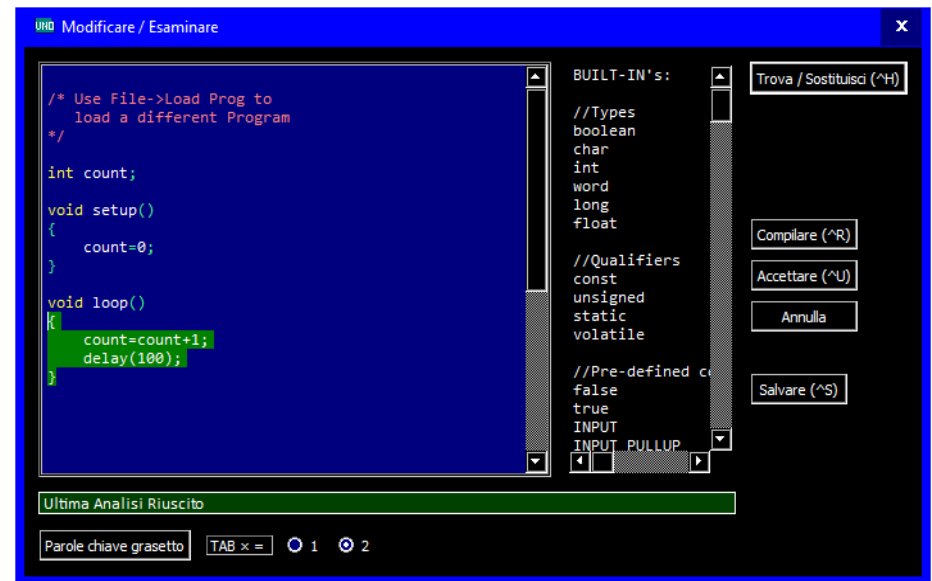 UNO Modificare / Esaminare x
/* Use File->Load Prog to
load a different Program
*/
int count;
void setup()
{
count=0;
}
void loop()
{
count=count+1;
delay(100);
}
BUILT-IN's:
//Types
boolean
char
int
word
long
float
//Qualifiers
const
unsigned
static
volatile
//Pre-defined
false
true
INPUT
INPUT PULLUP
Trova / Sostituisci (^H)
Compilare (^R)
Accettare (^U)
Annulla
Salvare (^S)
Ultima Analisi Riuscito
Parole chiave grasetto TAB x = 1 2